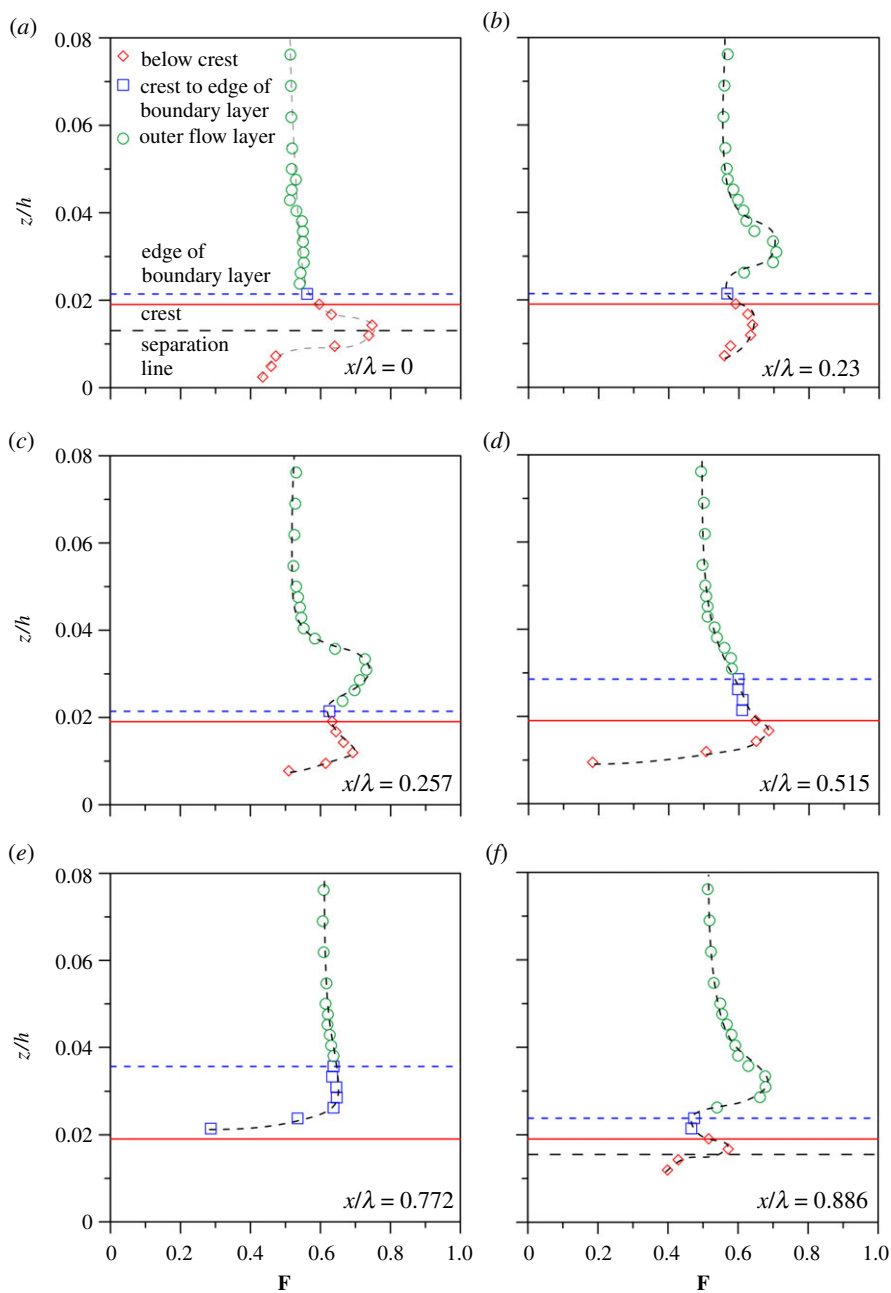 (a)
(b)
0.08
0.06
0.04
0.02
0
z/h
below crest
crest to edge of
boundary layer
outer flow layer
edge of
boundary layer
crest
separation
line
x/λ = 0
x/λ = 0.23
(c)
(d)
0.08
0.06
0.04
0.02
0
z/h
x/λ = 0.257
x/λ = 0.515
(e)
(f)
0.08
0.06
0.04
0.02
0
z/h
x/λ = 0.772
x/λ = 0.886
0 0.2 0.4 0.6 0.8 1.0
0.2 0.4 0.6 0.8 1.0
F
F